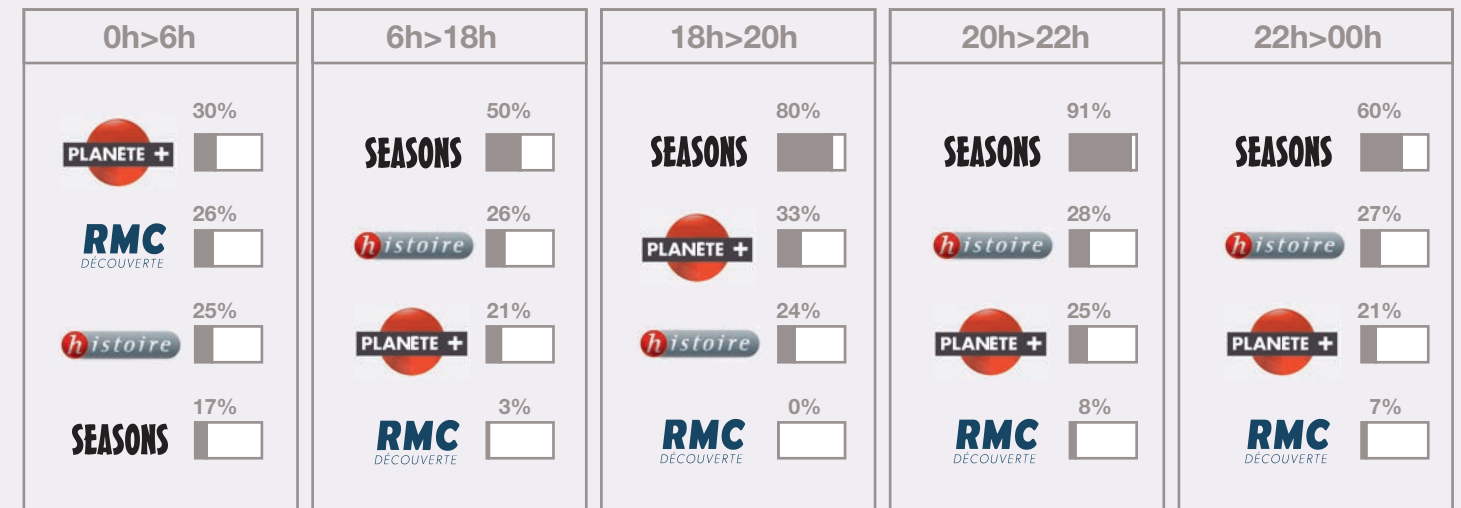 0h>6h
30%
PLANETE +
26%
RMC
DÉCOUVERTE
25%
histoire
17%
SEASONS
6h>18h
50%
SEASONS
26%
histoire
21%
PLANETE +
3%
RMC
DÉCOUVERTE
18h>20h
80%
SEASONS
33%
PLANETE +
24%
histoire
0%
RMC
DÉCOUVERTE
20h>22h
91%
SEASONS
28%
histoire
25%
PLANETE +
8%
RMC
DÉCOUVERTE
22h>00h
60%
SEASONS
27%
histoire
21%
PLANETE +
7%
RMC
DÉCOUVERTE